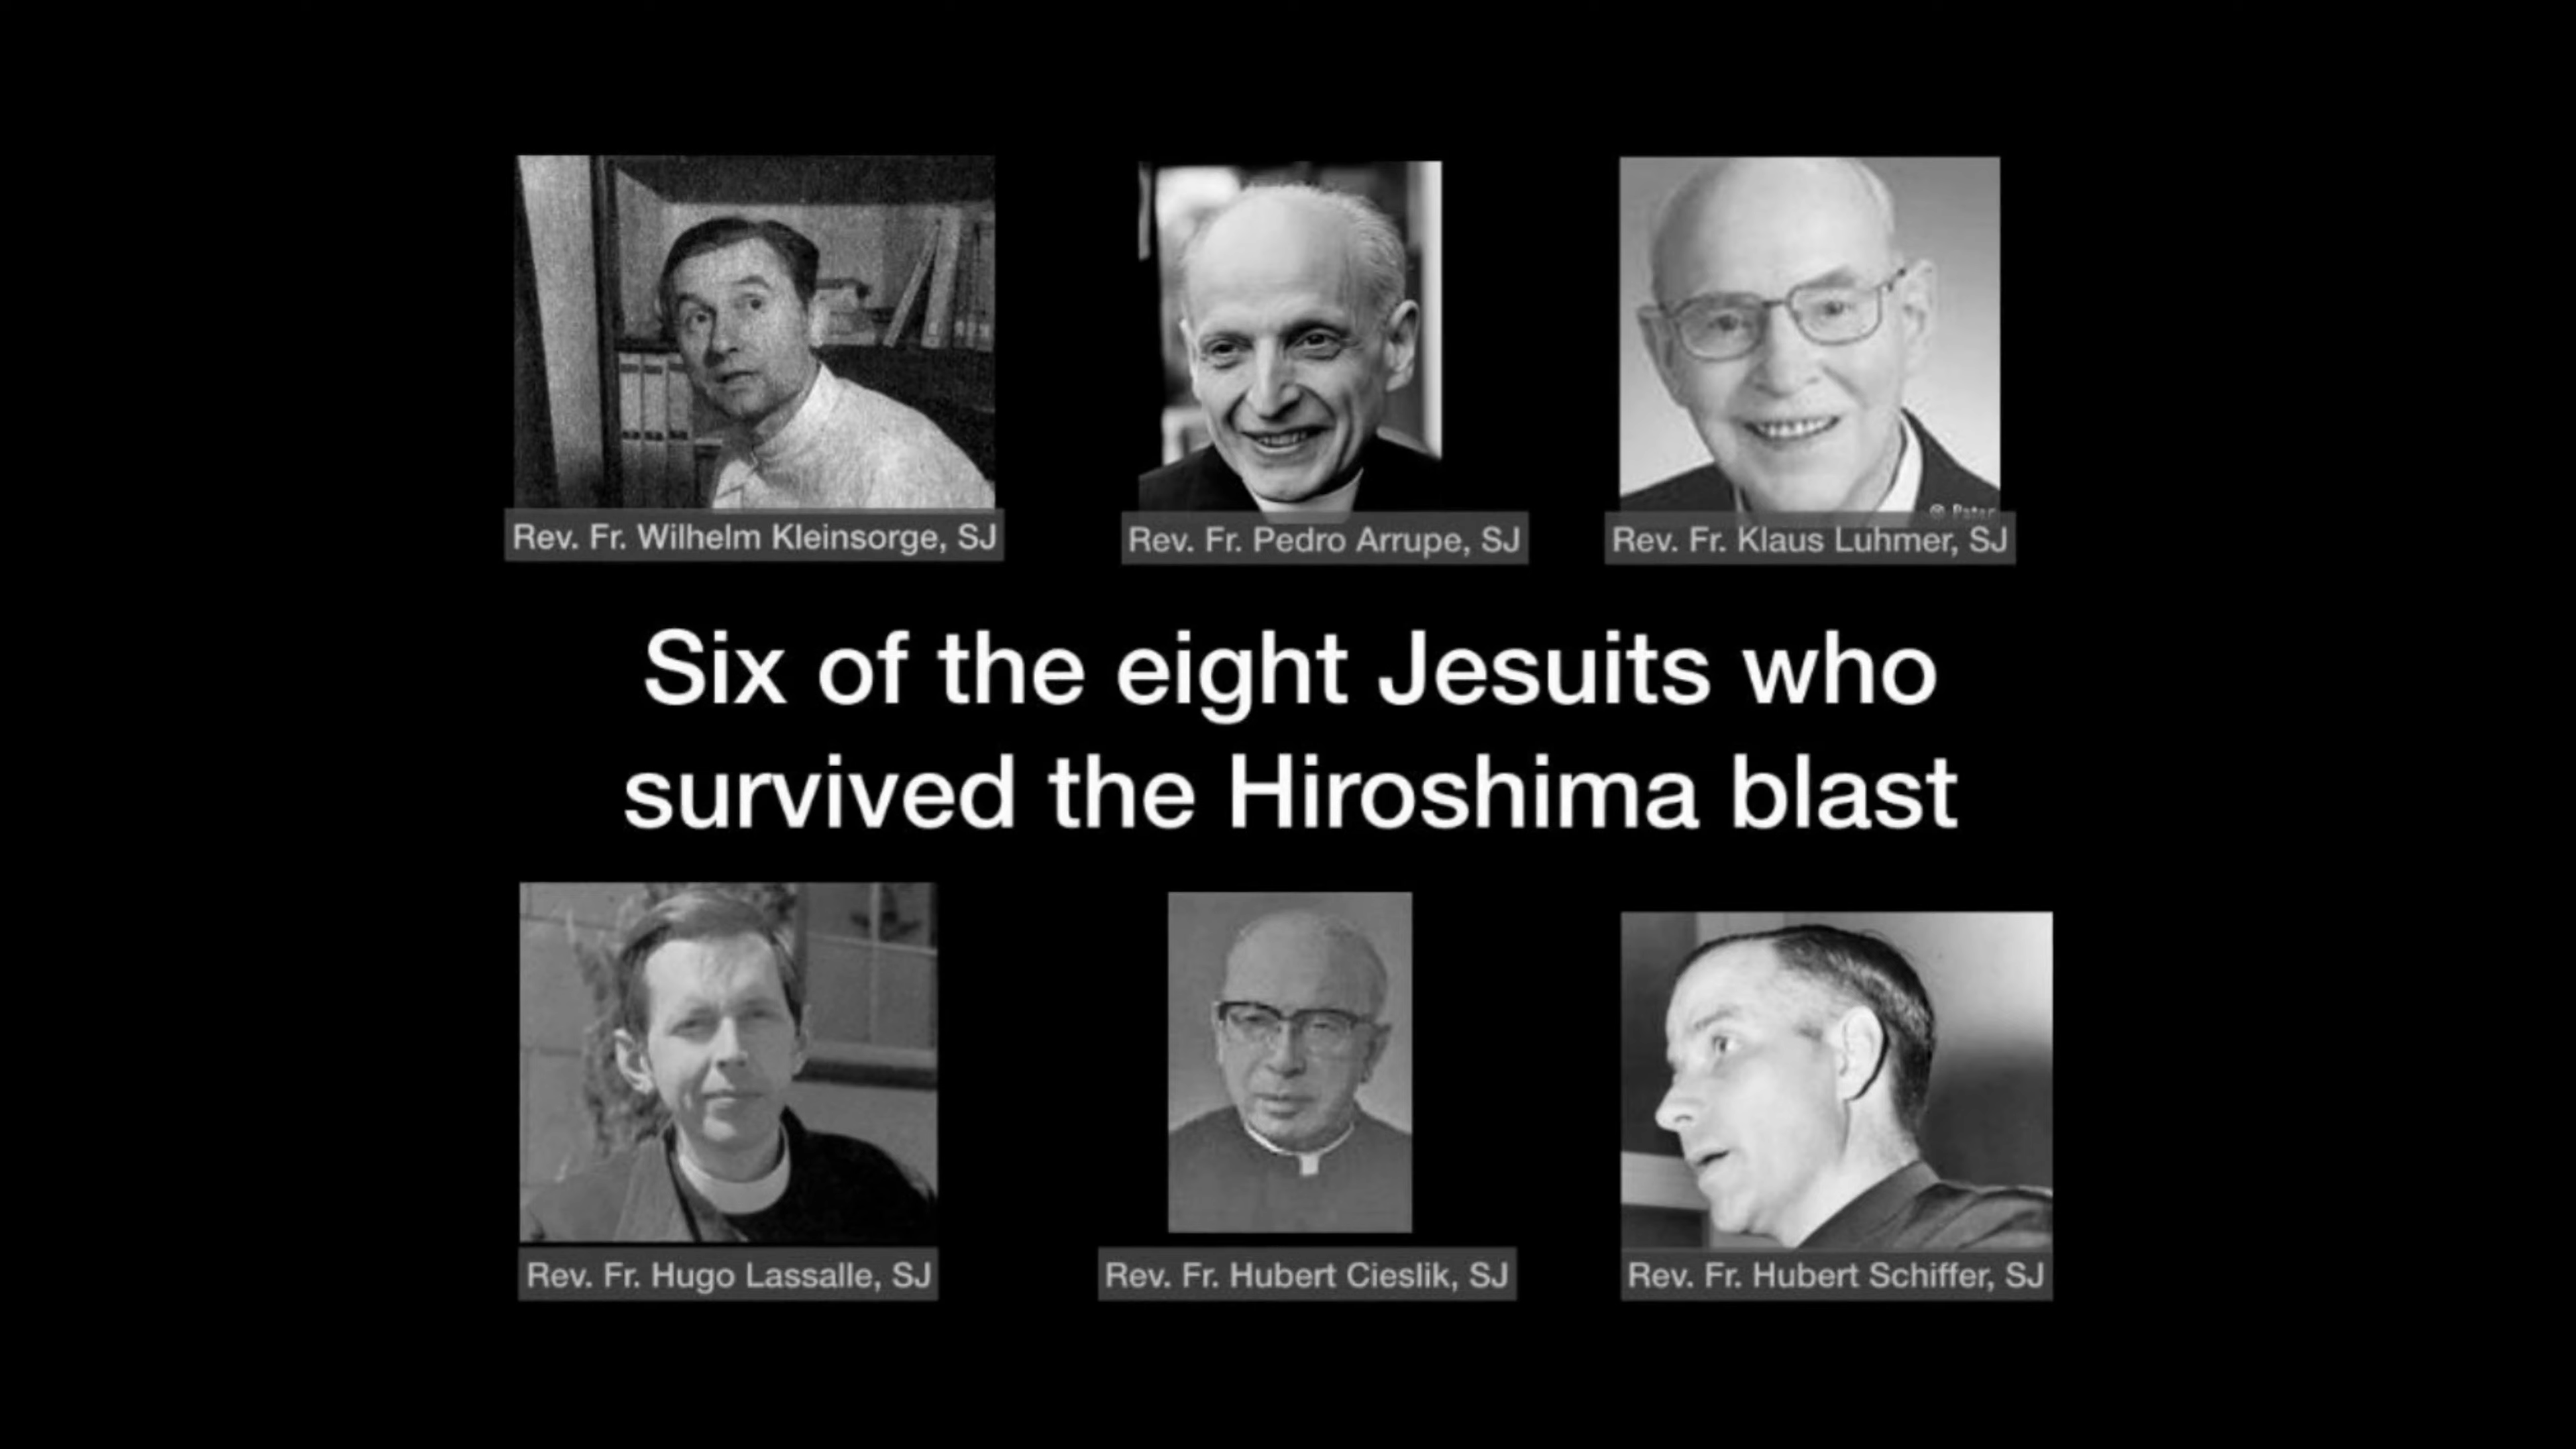 Rev. Fr. Wilhelm Kleinsorge, SJ
Rev. Fr. Pedro Arrupe, SJ
© Pater
Rev. Fr. Klaus Luhmer, SJ
Six of the eight Jesuits who
survived the Hiroshima blast
Rev. Fr. Hugo Lassalle, SJ
Rev. Fr. Hubert Cieslik, SJ
Rev. Fr. Hubert Schiffer, SJ